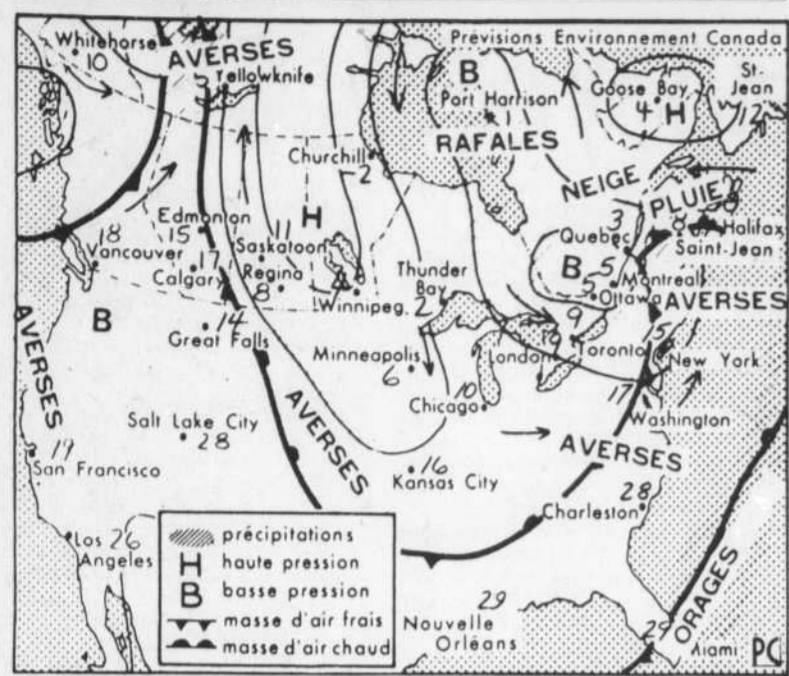 Prévisions Environnement Canada
Whitehorse
10
AVERSES
Yellowknife
B
Port Harrison
1
RAFALES
Goose Bay
4 H
St-
Jean
12
Churchill
2
NEIGE
PLUIE
Halifax
Saint-Jean
3
Quebec
B
5
Montreal
5
Ottawa
AVERSES
18
Vancouver
Edmonton
15
17
Calgary
11
H
Saskatoon
Regina
8
Winnipeg
Thunder
Bay
2
9
London
Toronto
15
New York
17
Washington
B
14
Great Falls
Minneapolis
6
Chicago
10
AVERSES
AVERSES
AVERSES
Salt Lake City
28
19
San Francisco
16
Kansas City
28
Charleston
Los 26
Angeles
précipitations
H haute pression
B basse pression
masse d'air frais
masse d'air chaud
29
Nouvelle
Orléans
ORAGES
Miami
PC